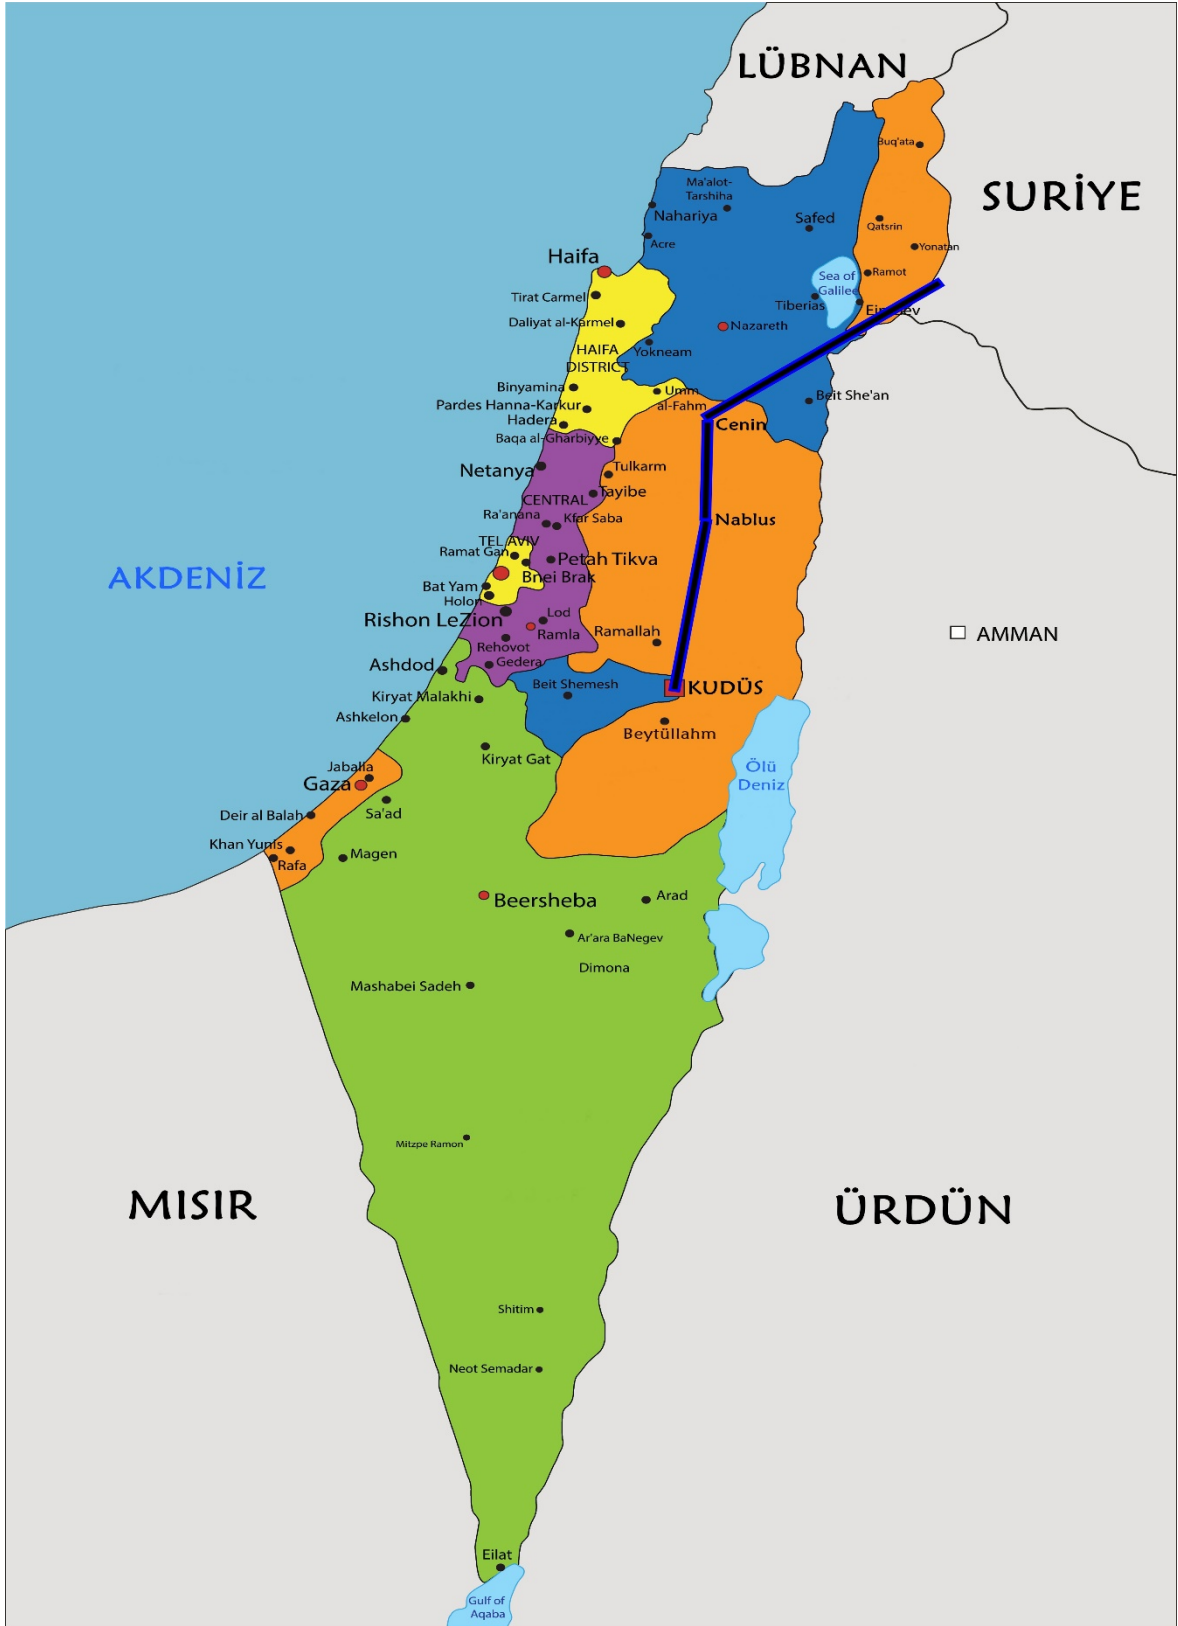 LÜBNAN
SURİYE
Buq'ata
Ma'alot-
Tarshiha
Nahariya
Safed
Qatsrin
Acre
Yonatan
Haifa
Ramot
Sea of
Galilee
Tirat Carmel
Tiberias
Daliyat al-Karmel
Nazareth
HAIFA
DISTRICT
Yokneam
Binyamina
Umm
al-Fahm
Beit She'an
Pardes Hanna-Karkur
Hadera
Cenin
Baqa al-Gharbiyye
Netanya
Tulkarm
Tayibe
CENTRAL
Ra'anana
Kfar Saba
Nablus
TEL AVIV
Ramat Gan
Petah Tikva
AKDENİZ
Bnei Brak
Bat Yam
Holon
Rishon LeZion
Lod
Ramla
Ramallah
AMMAN
Rehovot
Gedera
Ashdod
Beit Shemesh
KUDÜS
Kiryat Malakhi
Ashkelon
Beytüllahm
Kiryat Gat
Ölü
Deniz
Jaballa
Gaza
Deir al Balah
Sa'ad
Khan Yunis
Rafa
Magen
Beersheba
Arad
Ar'ara BaNegev
Dimona
Mashabei Sadeh
Mitzpe Ramon
MISIR
ÜRDÜN
Shitim
Neot Semadar
Eilat
Gulf of
Aqaba